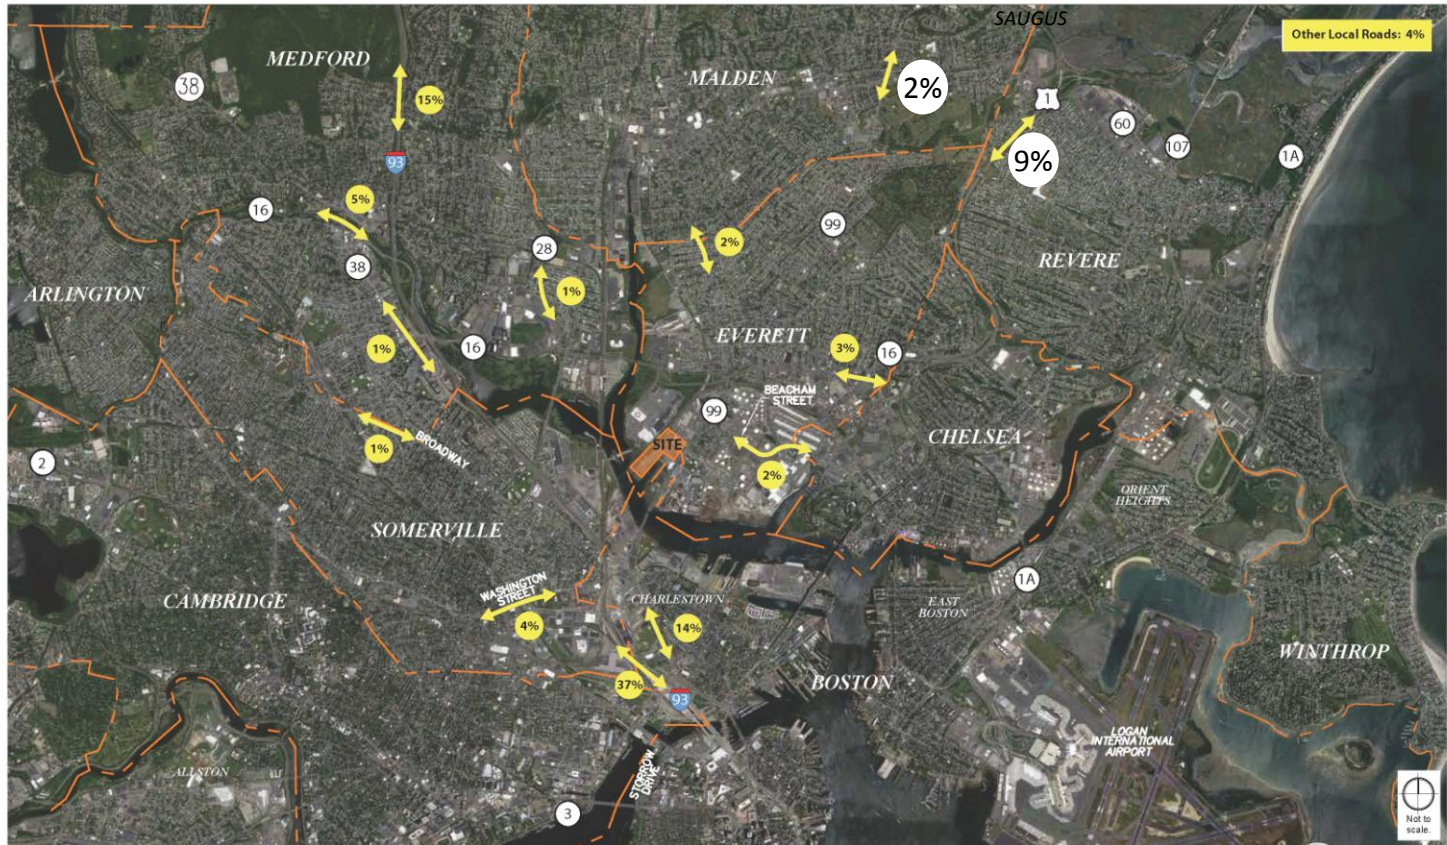 SAUGUS
Other Local Roads: 4%
MEDFORD
MALDEN
38
15%
2%
1
60
107
1A
93
9%
5%
16
2%
99
28
38
REVERE
ARLINGTON
1%
EVERETT
1%
16
3%
16
BEACHAM
STREET
99
BROADWAY
1%
SITE
CHELSEA
2
2%
ORIENT
HEIGHTS
SOMERVILLE
1A
WASHINGTON
STREET
CAMBRIDGE
CHARLESTOWN
EAST
BOSTON
4%
14%
WINTHROP
37%
93
BOSTON
LOGAN
INTERNATIONAL
AIRPORT
ALLSTON
STORROW
DRIVE
3
Not to
scale.